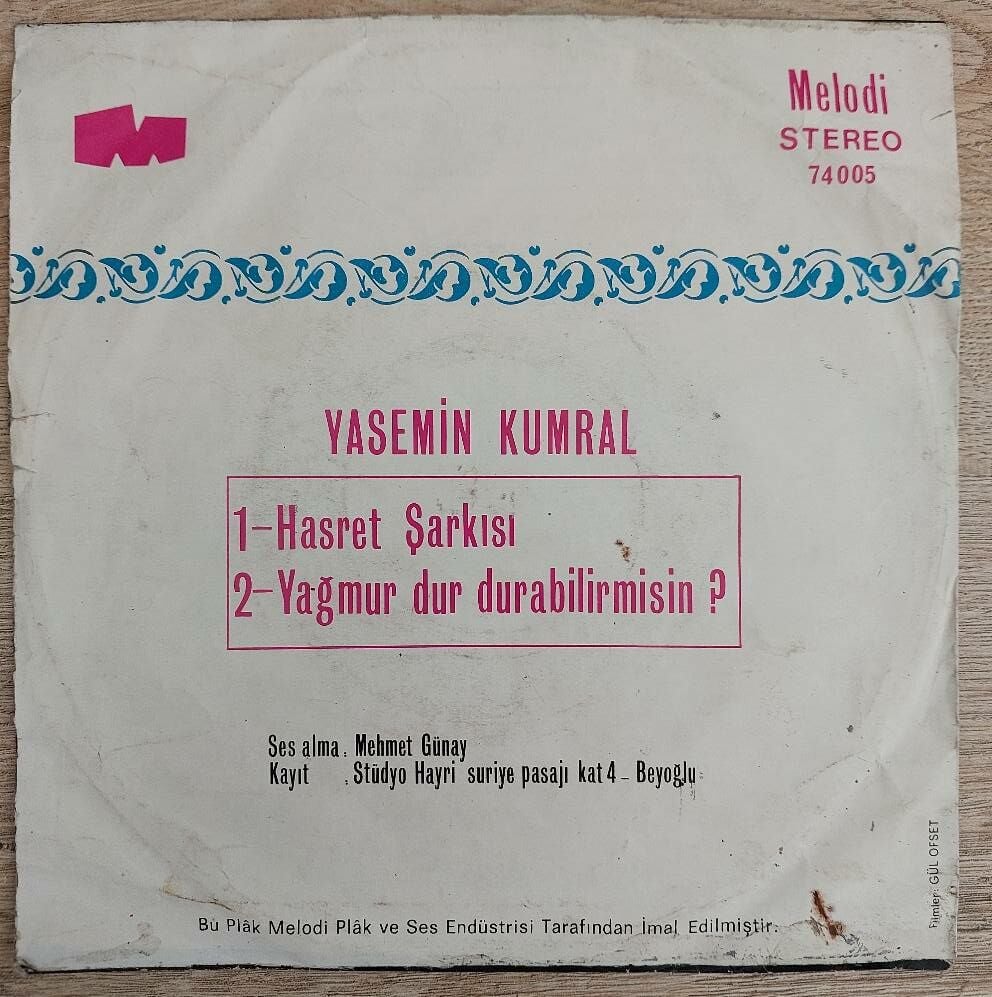 Melodi
STEREO
74005
YASEMİN KUMRAL
1-Hasret Şarkısı
2-Yağmur dur durabilirmisin ?
Ses alma : Mehmet Günay
Kayıt : Stüdyo Hayri suriye pasajı kat 4 - Beyoğlu
Bu Plâk Melodi Plâk ve Ses Endüstrisi Tarafından İmal Edilmiştir.
Filmler: GÜL OFSET